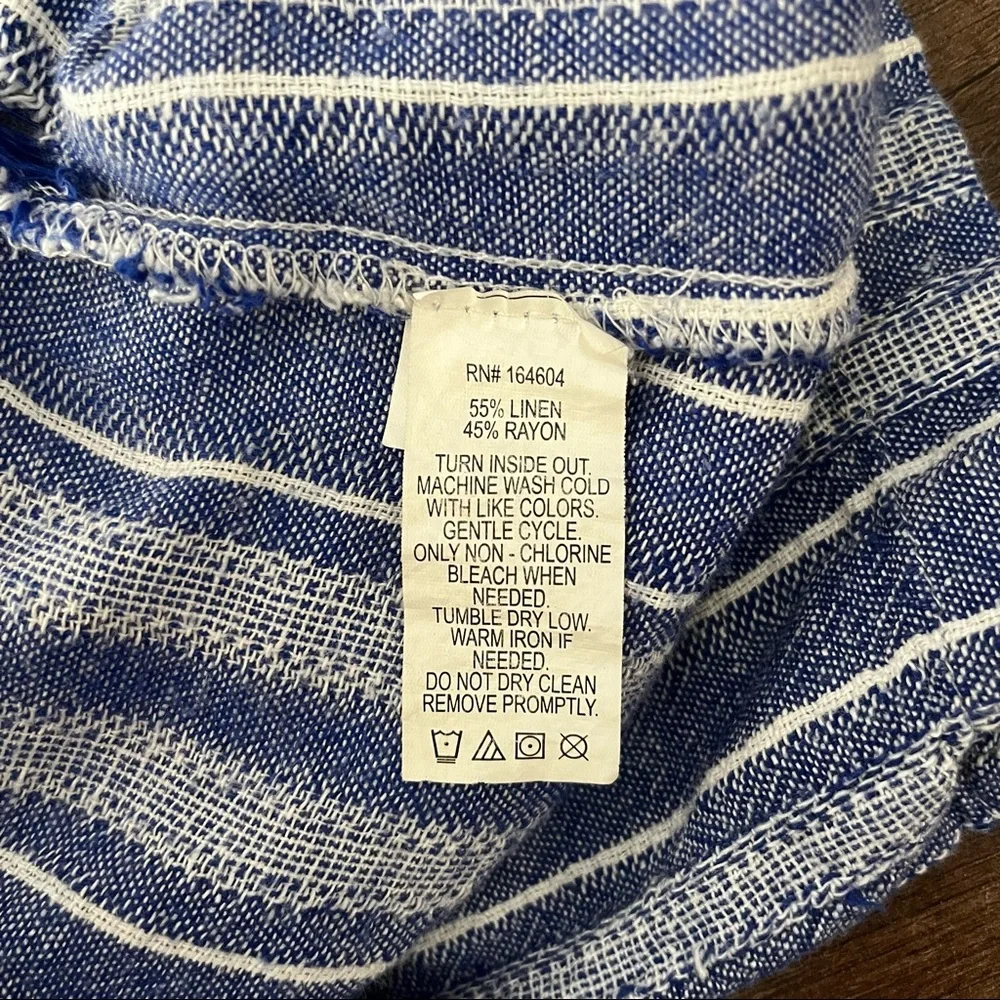 RN# 164604
55% LINEN
45% RAYON
TURN INSIDE OUT.
MACHINE WASH COLD
WITH LIKE COLORS.
GENTLE CYCLE.
ONLY NON - CHLORINE
BLEACH WHEN
NEEDED.
TUMBLE DRY LOW.
WARM IRON IF
NEEDED.
DO NOT DRY CLEAN
REMOVE PROMPTLY.